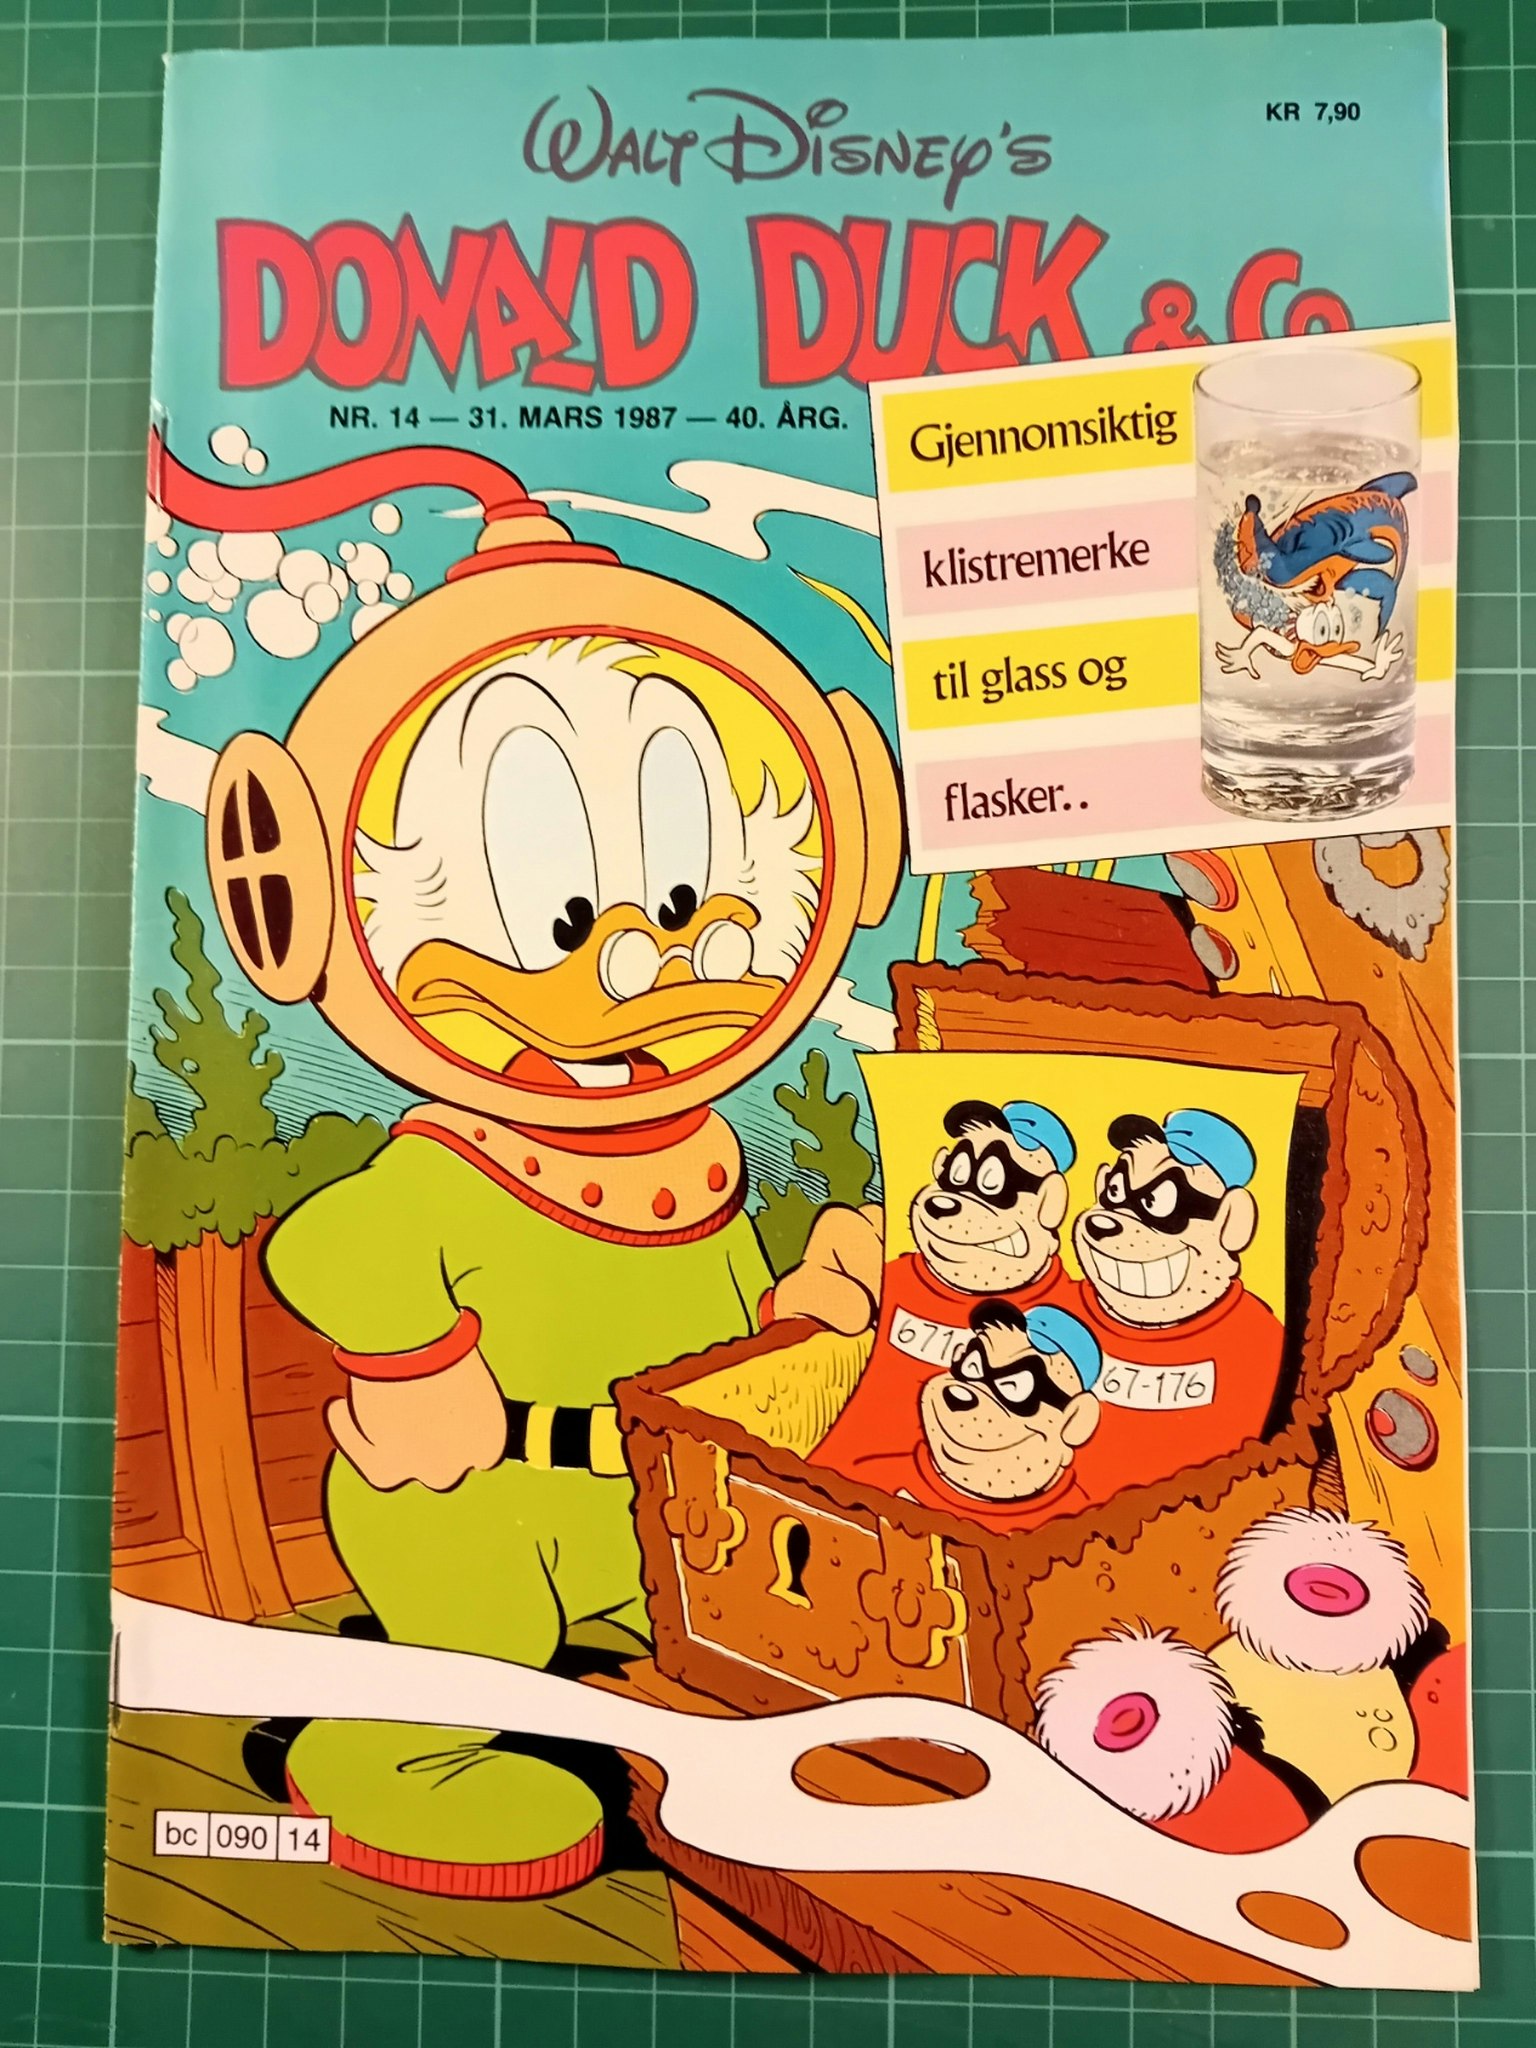 WALT DISNEY'S
KR 7,90
DONALD DUCK & Co
NR. 14 — 31. MARS 1987 — 40. ÅRG.
Gjennomsiktig
klistremerke
til glass og
flasker..
671
67-176
bc 090 14